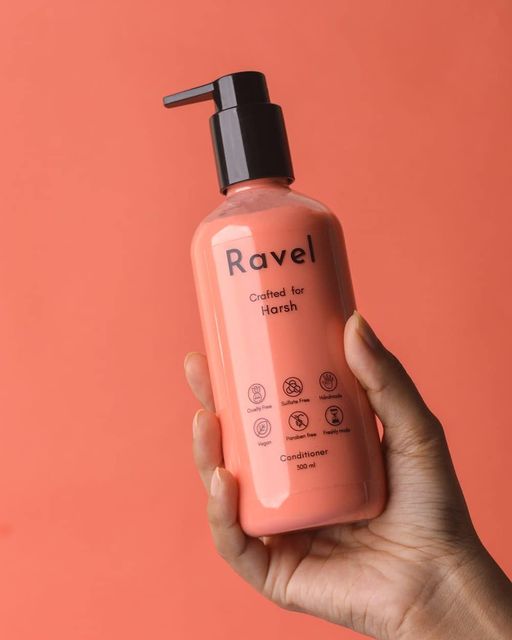 Ravel
Crafted for
Harsh
Cruelty Free
Sulfate Free
Handmade
Vegan
Paraben free
Freshly made
Conditioner
300 ml